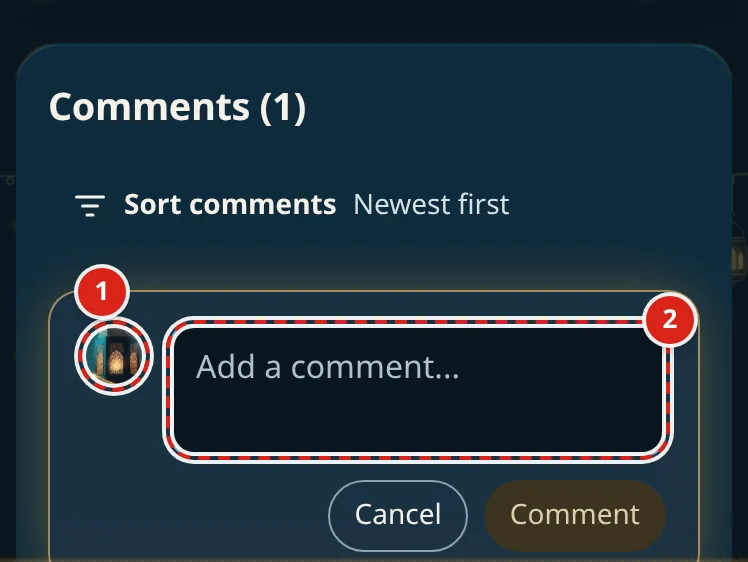 Comments (1)
Sort comments Newest first
1
2
Add a comment...
Cancel Comment